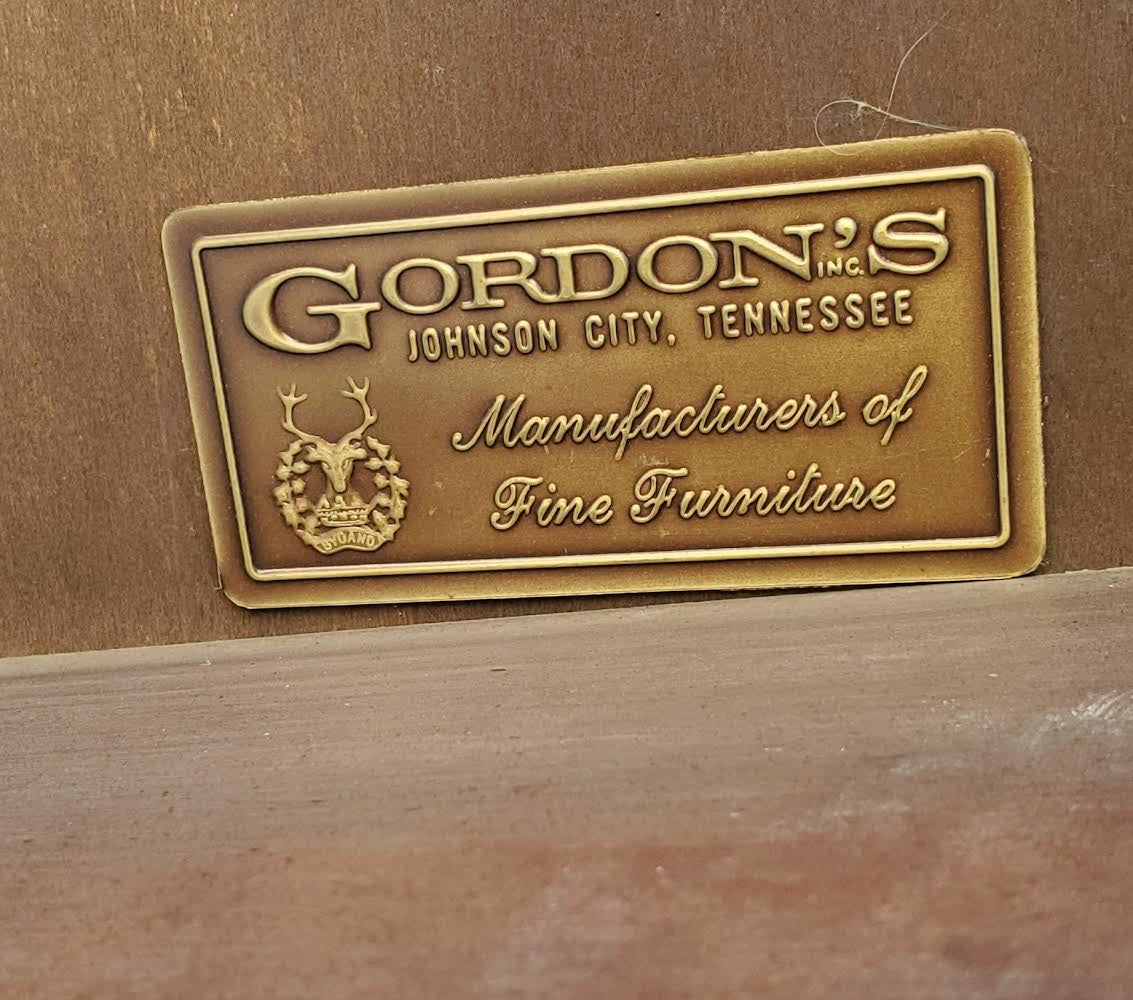 GORDON'S INC.
JOHNSON CITY, TENNESSEE
Manufacturers of
Fine Furniture
BYDAND